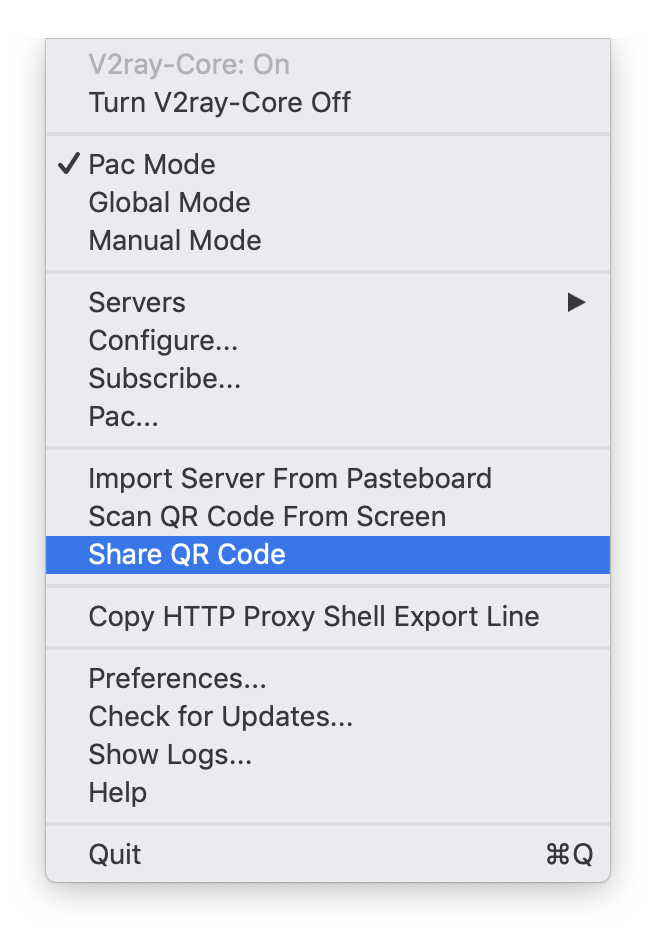 V2ray-Core: On
Turn V2ray-Core Off
✓ Pac Mode
Global Mode
Manual Mode
Servers ▶
Configure...
Subscribe...
Pac...
Import Server From Pasteboard
Scan QR Code From Screen
Share QR Code
Copy HTTP Proxy Shell Export Line
Preferences...
Check for Updates...
Show Logs...
Help
Quit ⌘Q